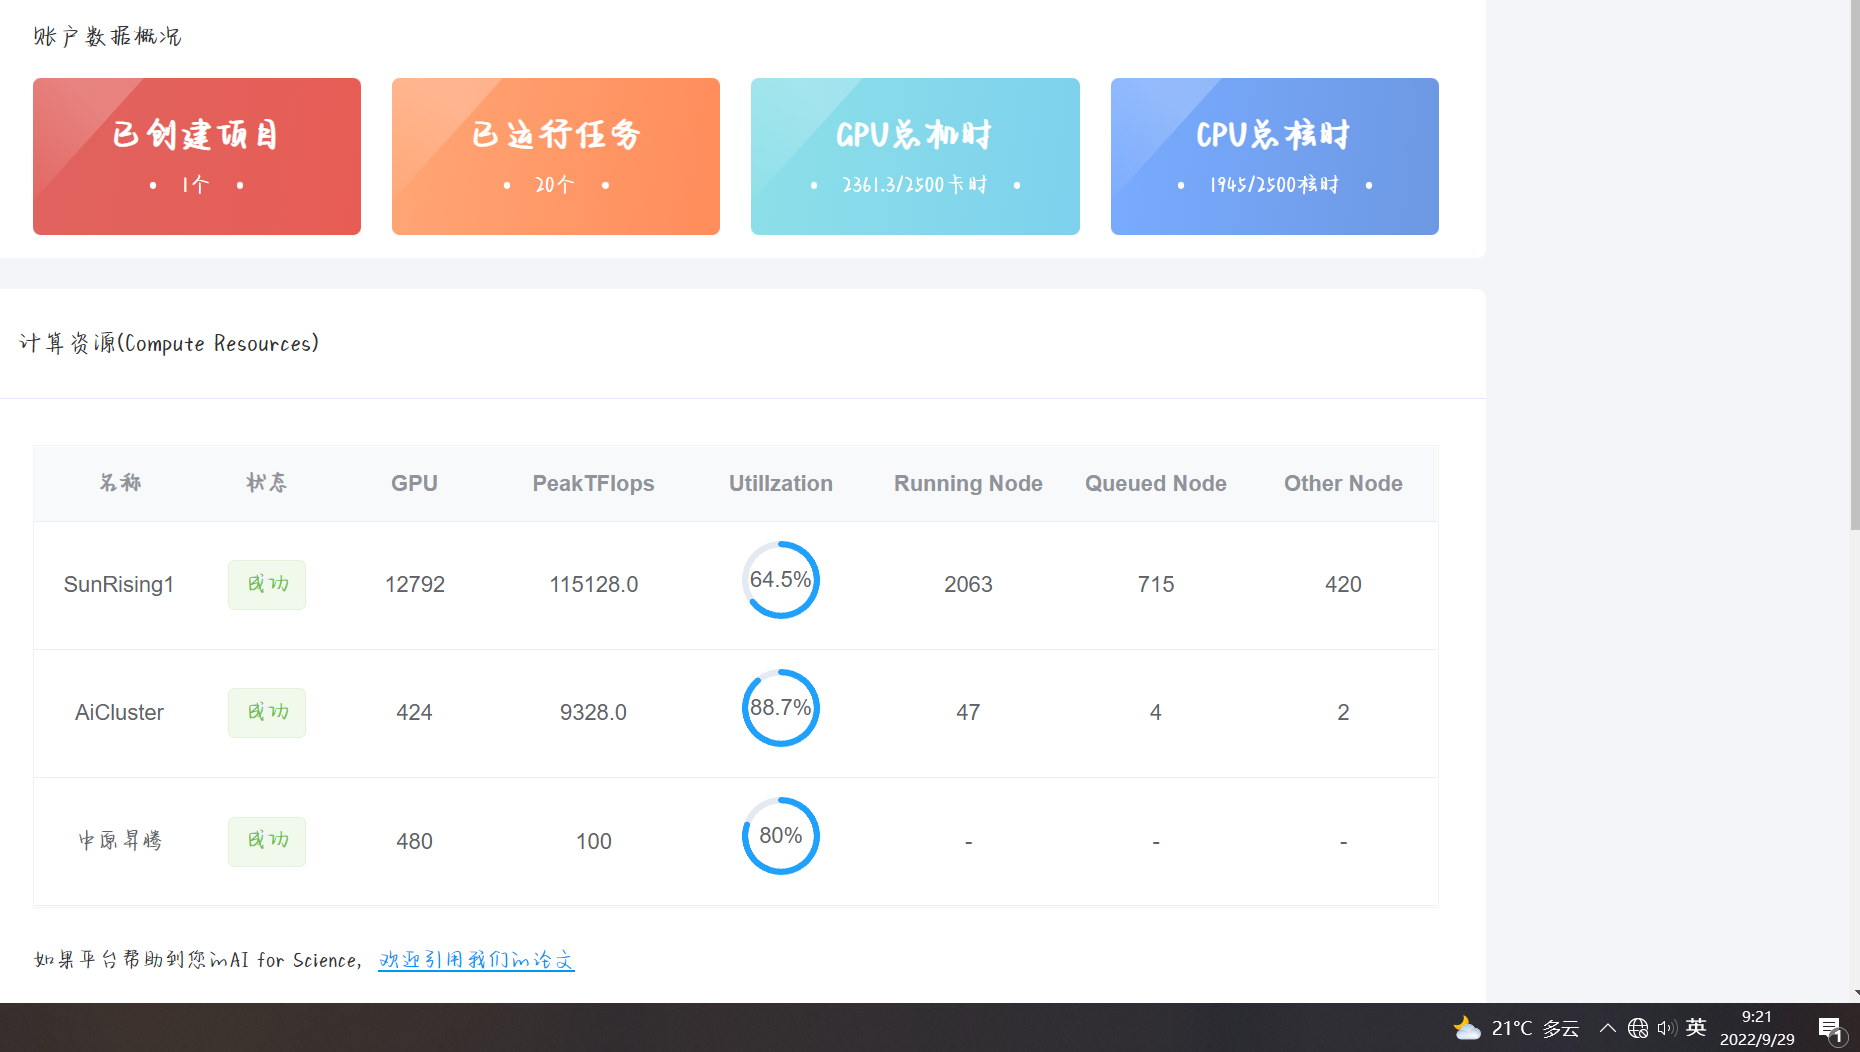 账户数据概况
已创建项目
1个
已运行任务
20个
GPU总机时
2361.3/2500卡时
CPU总核时
1945/2500核时
计算资源(Compute Resources)
名称 状态 GPU PeakTFlops Utillzation Running Node Queued Node Other Node
SunRising1 成功 12792 115128.0 64.5% 2063 715 420
AiCluster 成功 424 9328.0 88.7% 47 4 2
中原昇腾 成功 480 100 80% - - -
如果平台帮助到您的AI for Science, 欢迎引用我们的论文
21°C 多云 英 9:21
2022/9/29
1